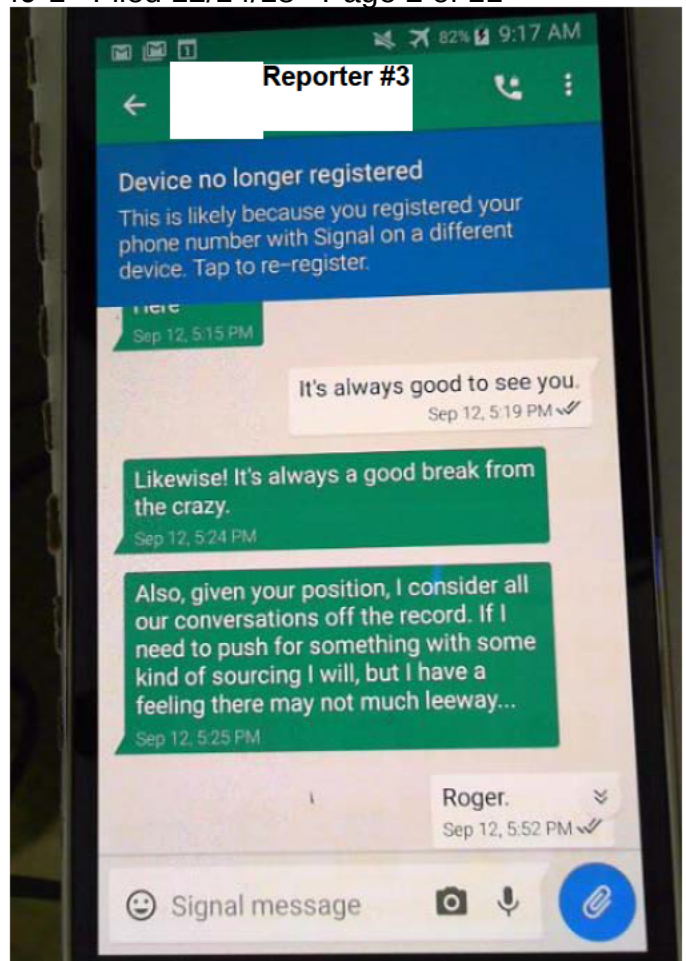 Filed 12/14/18 Page 2 of 12
82% 9:17 AM
Reporter #3
Device no longer registered
This is likely because you registered your
phone number with Signal on a different
device. Tap to re-register.
Here
Sep 12, 5:15 PM
It's always good to see you.
Sep 12, 5:19 PM
Likewise! It's always a good break from
the crazy.
Sep 12, 5:24 PM
Also, given your position, I consider all
our conversations off the record. If I
need to push for something with some
kind of sourcing I will, but I have a
feeling there may not much leeway...
Sep 12, 5:25 PM
Roger.
Sep 12, 5:52 PM
Signal message